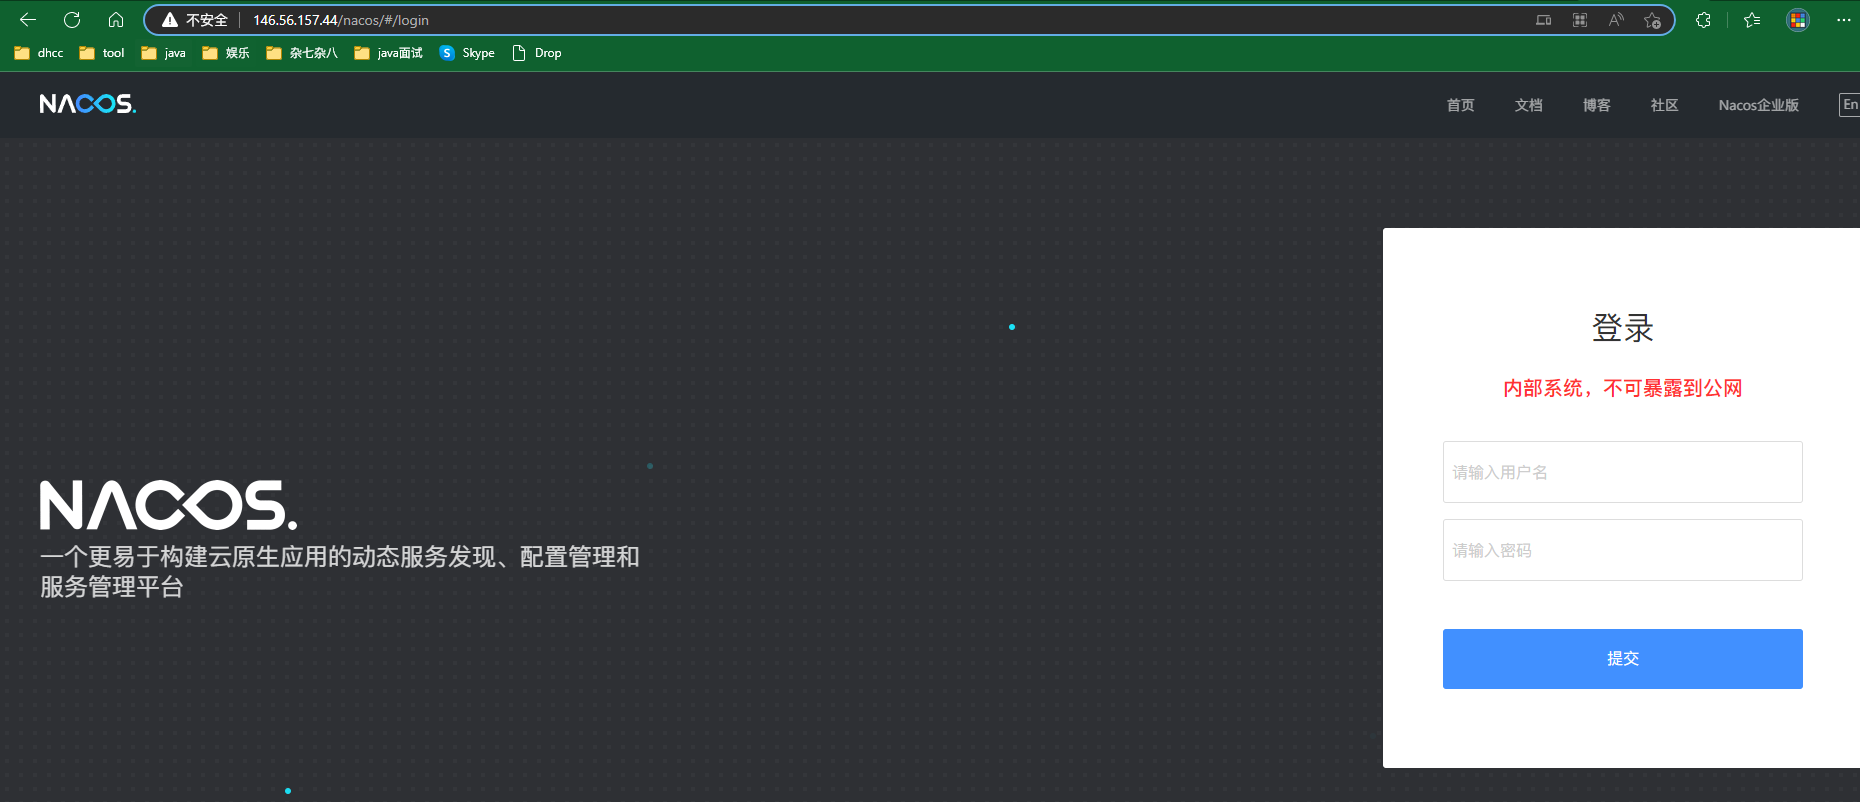 不安全 146.56.157.44/nacos/#/login
dhcc tool java 娱乐 杂七杂八 java面试 S Skype Drop
NACOS. 首页 文档 博客 社区 Nacos企业版 En
登录
内部系统，不可暴露到公网
请输入用户名
请输入密码
提交
NACOS.
一个更易于构建云原生应用的动态服务发现、配置管理和
服务管理平台